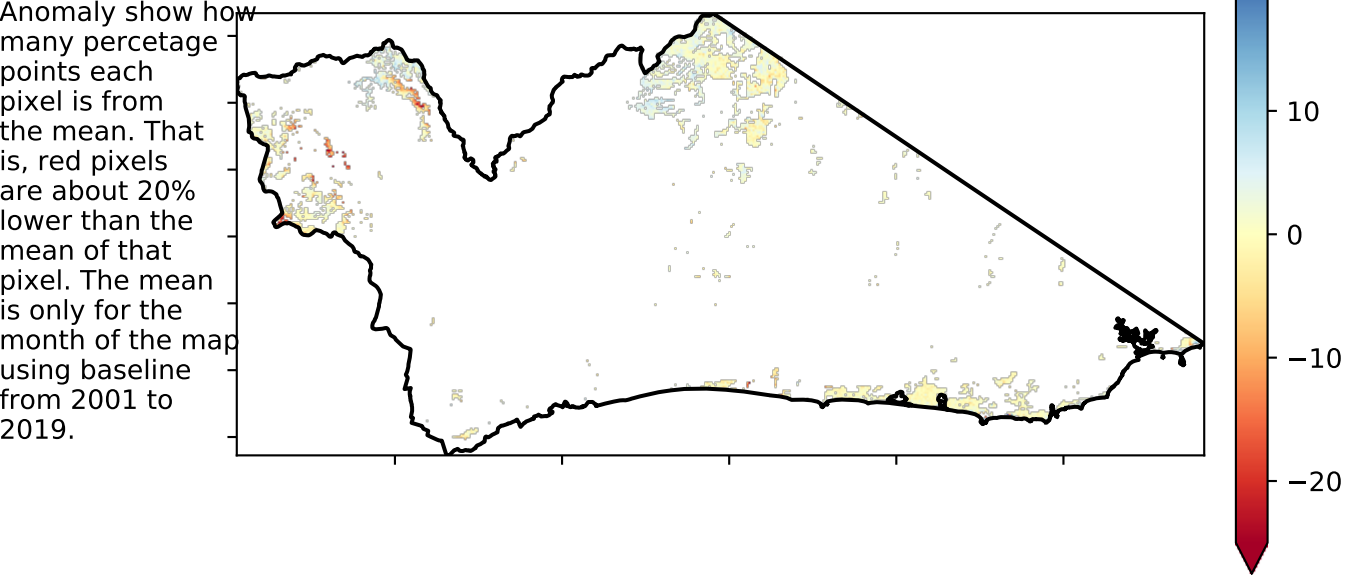 Anomaly show how
many percetage
points each
pixel is from
the mean. That
is, red pixels
are about 20%
lower than the
mean of that
pixel. The mean
is only for the
month of the map
using baseline
from 2001 to
2019.
10
0
−10
−20